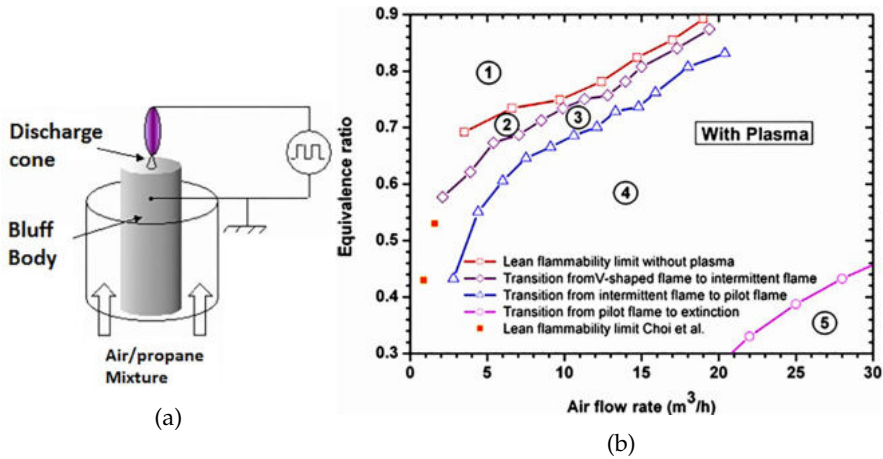 (a)
Discharge
cone
Bluff
Body
Air/propane
Mixture
0.9
0.8
0.7
0.6
0.5
0.4
0.3
Equivalence ratio
1
2
3
4
5
With Plasma
Lean flammability limit without plasma
Transition fromV-shaped flame to intermittent flame
Transition from intermittent flame to pilot flame
Transition from pilot flame to extinction
Lean flammability limit Choi et al.
0 5 10 15 20 25 30
Air flow rate (m³/h)
(a)
(b)